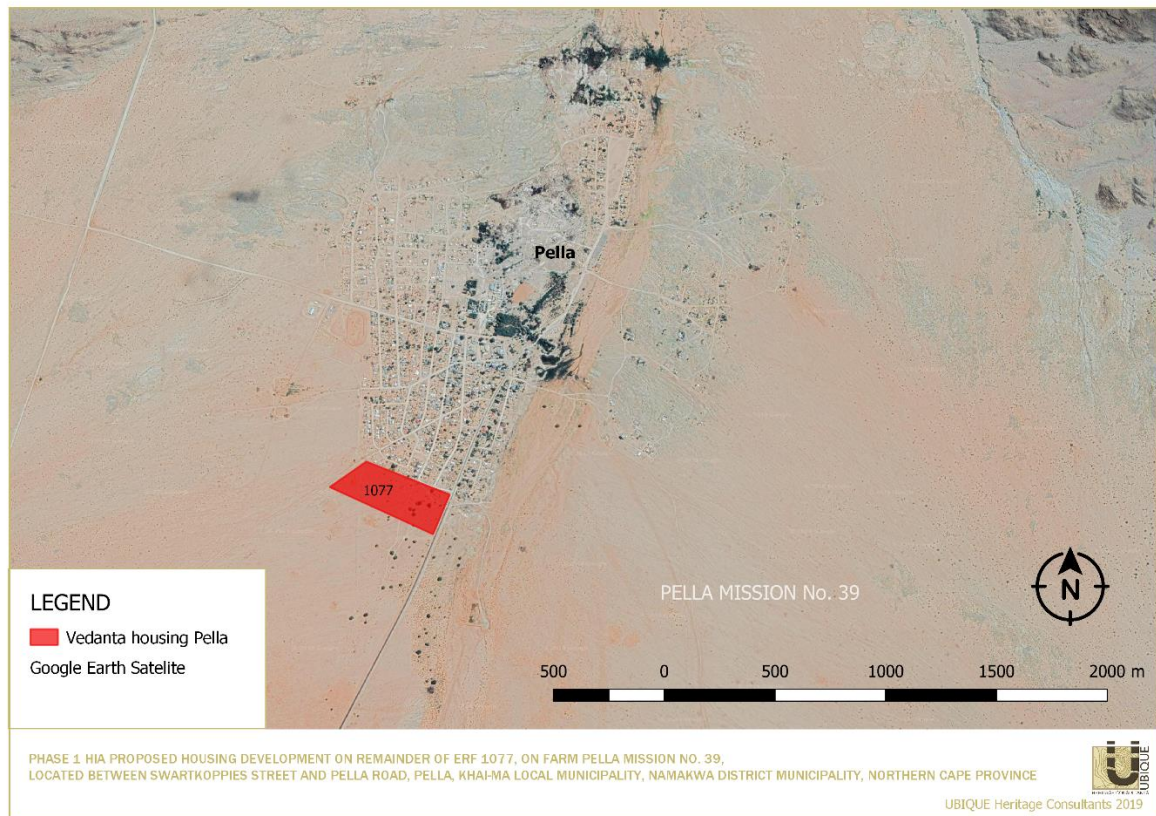 Pella
1077
PELLA MISSION No. 39
N
LEGEND
Vedanta housing Pella
Google Earth Satelite
500 0 500 1000 1500 2000 m
PHASE 1 HIA PROPOSED HOUSING DEVELOPMENT ON REMAINDER OF ERF 1077, ON FARM PELLA MISSION NO. 39,
LOCATED BETWEEN SWARTKOPPIES STREET AND PELLA ROAD, PELLA, KHAI-MA LOCAL MUNICIPALITY, NAMAKWA DISTRICT MUNICIPALITY, NORTHERN CAPE PROVINCE
UBIQUE
UBIQUE Heritage Consultants 2019